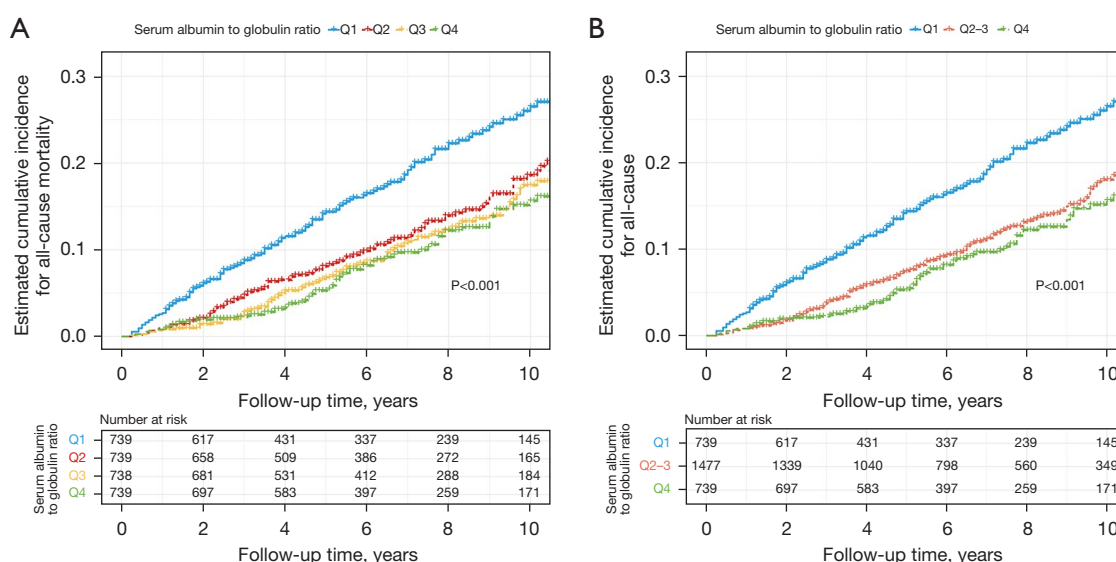 A
Serum albumin to globulin ratio Q1 Q2 Q3 Q4
Estimated cumulative incidence
for all-cause mortality
0.3
0.2
0.1
0.0
P<0.001
0 2 4 6 8 10
Follow-up time, years
Number at risk
Serum albumin
to globulin ratio
Q1 739 617 431 337 239 145
Q2 739 658 509 386 272 165
Q3 738 681 531 412 288 184
Q4 739 697 583 397 259 171
0 2 4 6 8 10
Follow-up time, years
B
Serum albumin to globulin ratio Q1 Q2–3 Q4
Estimated cumulative incidence
for all-cause
0.3
0.2
0.1
0.0
P<0.001
0 2 4 6 8 10
Follow-up time, years
Number at risk
Serum albumin
to globulin ratio
Q1 739 617 431 337 239 145
Q2–3 1477 1339 1040 798 560 349
Q4 739 697 583 397 259 171
0 2 4 6 8 10
Follow-up time, years